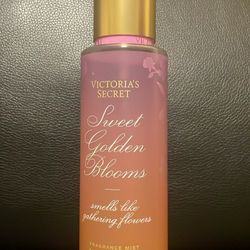 VICTORIA'S
SECRET
Sweet
Golden
Blooms
smells like
gathering flowers
FRAGRANCE MIST